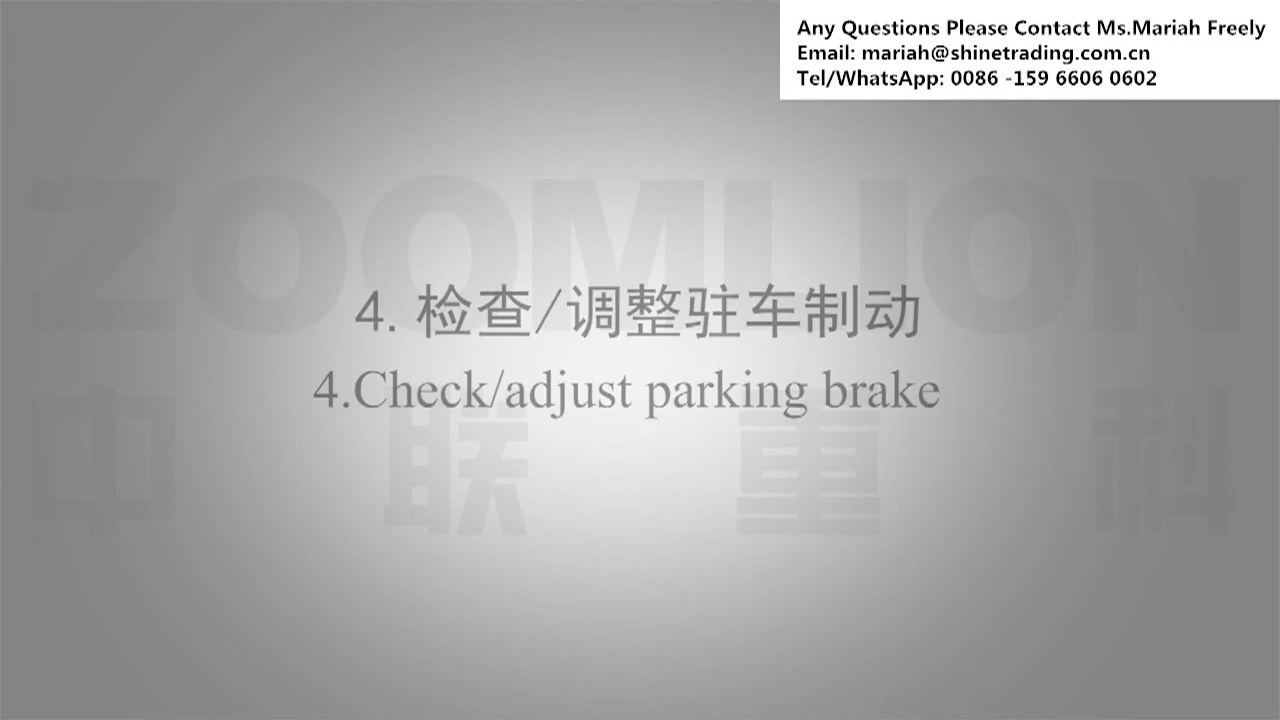 Any Questions Please Contact Ms.Mariah Freely
Email: mariah@shinetrading.com.cn
Tel/WhatsApp: 0086 -159 6606 0602
ZOOMLION
4. 检查/调整驻车制动
4.Check/adjust parking brake
中联重科